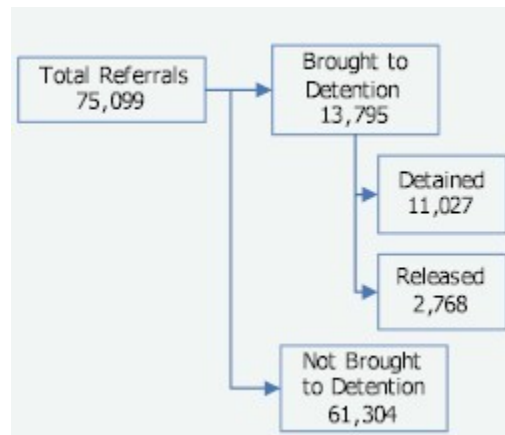 Total Referrals
75,099
Brought to
Detention
13,795
Detained
11,027
Released
2,768
Not Brought
to Detention
61,304